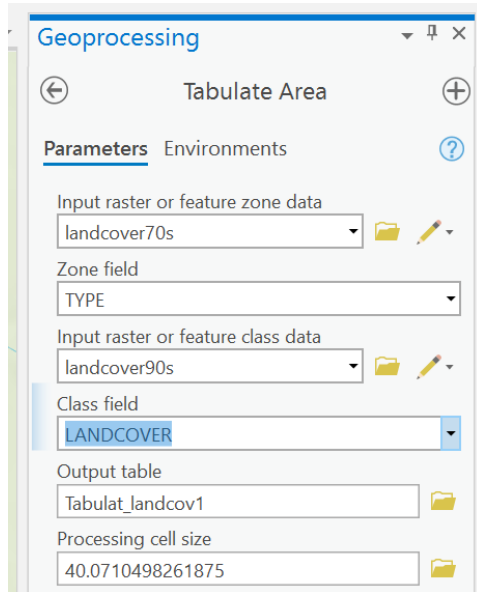 Geoprocessing
Tabulate Area
Parameters Environments
Input raster or feature zone data
landcover70s
Zone field
TYPE
Input raster or feature class data
landcover90s
Class field
LANDCOVER
Output table
Tabulat_landcov1
Processing cell size
40.0710498261875